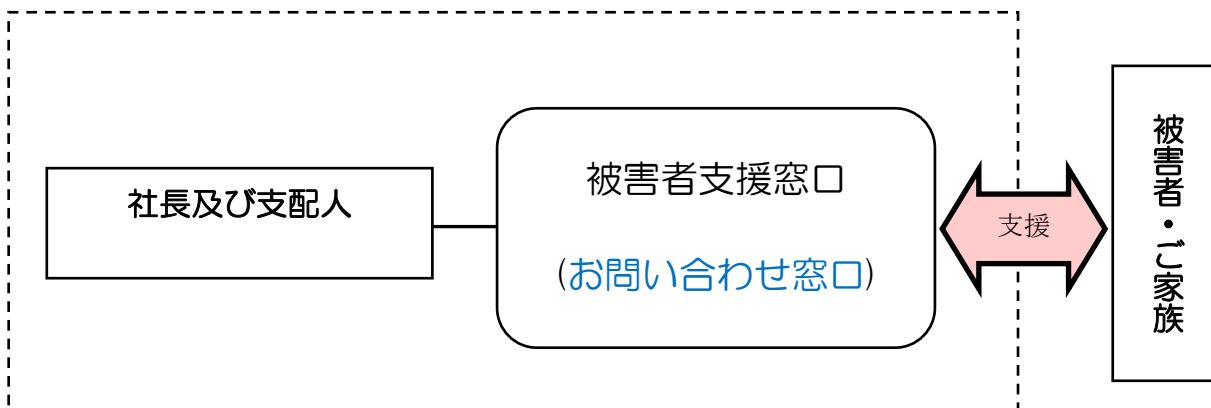 社長及び支配人
被害者支援窓口
(お問い合わせ窓口)
支援
被害者・ご家族